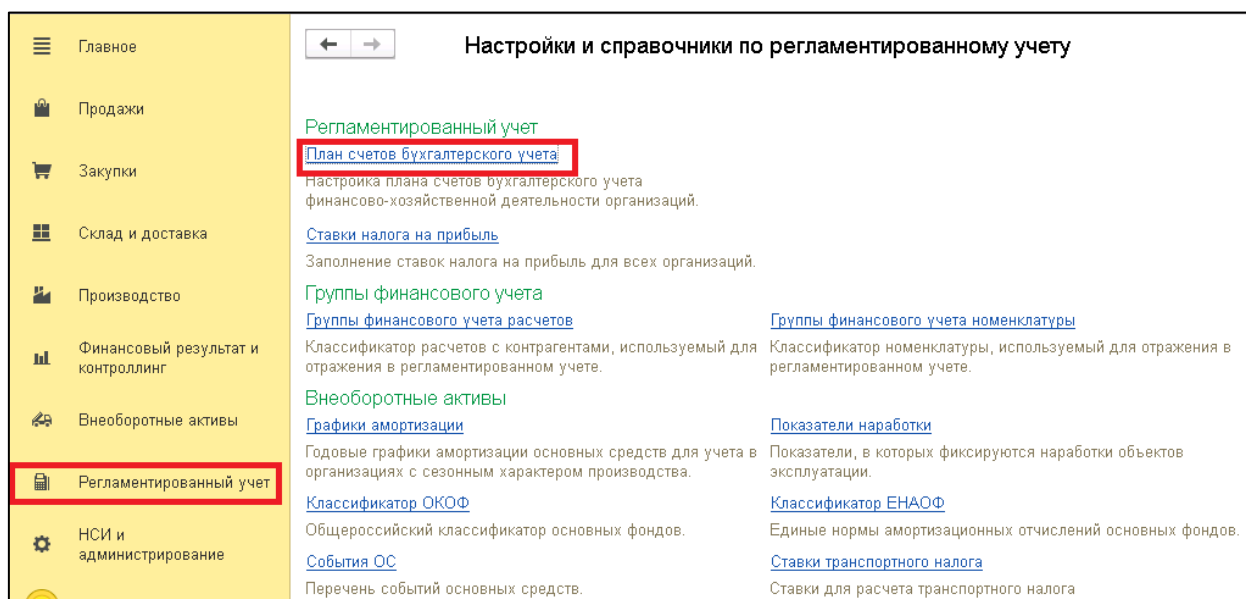 Главное
Продажи
Закупки
Склад и доставка
Производство
Финансовый результат и
контроллинг
Внеоборотные активы
Регламентированный учет
НСИ и
администрирование
Настройки и справочники по регламентированному учету
Регламентированный учет
План счетов бухгалтерского учета
Настройка плана счетов бухгалтерского учета
финансово-хозяйственной деятельности организаций.
Ставки налога на прибыль
Заполнение ставок налога на прибыль для всех организаций.
Группы финансового учета
Группы финансового учета расчетов
Классификатор расчетов с контрагентами, используемый для
отражения в регламентированном учете.
Группы финансового учета номенклатуры
Классификатор номенклатуры, используемый для отражения в
регламентированном учете.
Внеоборотные активы
Графики амортизации
Годовые графики амортизации основных средств для учета в
организациях с сезонным характером производства.
Показатели наработки
Показатели, в которых фиксируются наработки объектов
эксплуатации.
Классификатор ОКОФ
Общероссийский классификатор основных фондов.
Классификатор ЕНАОФ
Единые нормы амортизационных отчислений основных фондов.
События ОС
Перечень событий основных средств.
Ставки транспортного налога
Ставки для расчета транспортного налога